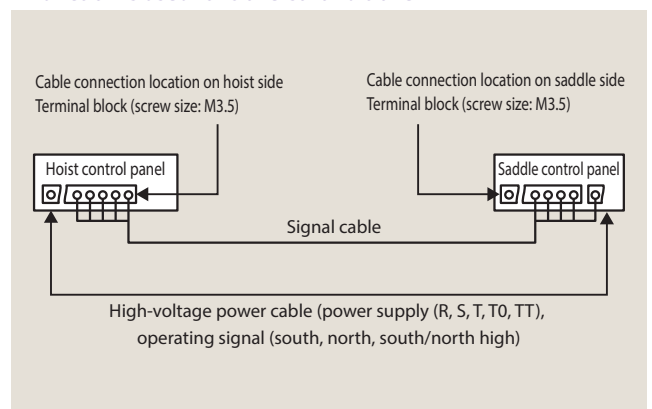 Cable connection location on hoist side
Terminal block (screw size: M3.5)
Cable connection location on saddle side
Terminal block (screw size: M3.5)
Hoist control panel
Saddle control panel
Signal cable
High-voltage power cable (power supply (R, S, T, T0, TT),
operating signal (south, north, south/north high)